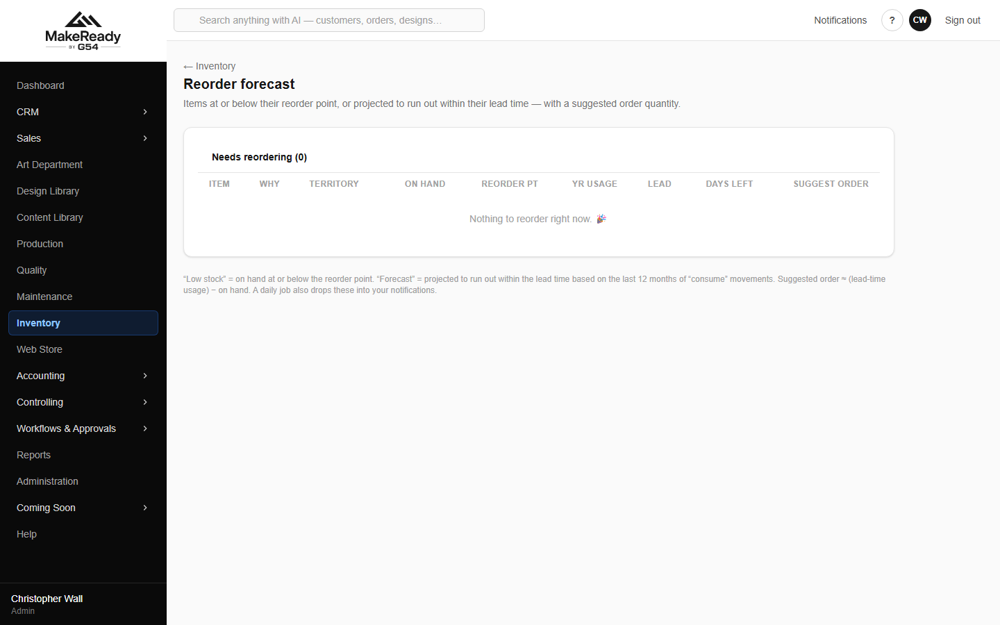 MakeReady
BY G54
Search anything with AI — customers, orders, designs...
Notifications
?
CW
Sign out
Dashboard
CRM
Sales
Art Department
Design Library
Content Library
Production
Quality
Maintenance
Inventory
Web Store
Accounting
Controlling
Workflows & Approvals
Reports
Administration
Coming Soon
Help
Christopher Wall
Admin
← Inventory
Reorder forecast
Items at or below their reorder point, or projected to run out within their lead time — with a suggested order quantity.
Needs reordering (0)
ITEM WHY TERRITORY ON HAND REORDER PT YR USAGE LEAD DAYS LEFT SUGGEST ORDER
Nothing to reorder right now. 🎉
“Low stock” = on hand at or below the reorder point. “Forecast” = projected to run out within the lead time based on the last 12 months of “consume” movements. Suggested order ≈ (lead-time
usage) − on hand. A daily job also drops these into your notifications.